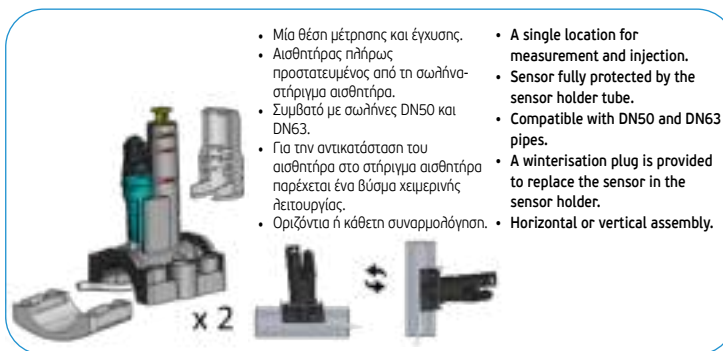 • Μία θέση μέτρησης και έγχυσης.
• Αισθητήρας πλήρως
προστατευμένος από τη σωλήνα-
στήριγμα αισθητήρα.
• Συμβατό με σωλήνες DN50 και
DN63.
• Για την αντικατάσταση του
αισθητήρα στο στήριγμα αισθητήρα
παρέχεται ένα βύσμα χειμερινής
λειτουργίας.
• Οριζόντια ή κάθετη συναρμολόγηση.
• A single location for
measurement and injection.
• Sensor fully protected by the
sensor holder tube.
• Compatible with DN50 and DN63
pipes.
• A winterisation plug is provided
to replace the sensor in the
sensor holder.
• Horizontal or vertical assembly.
x 2